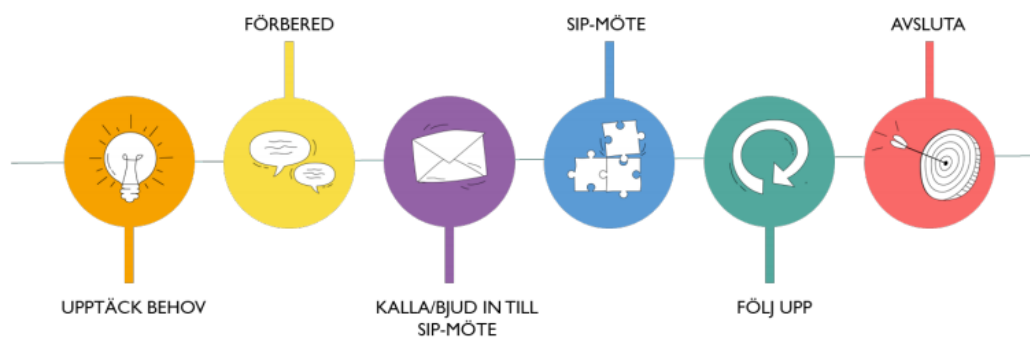 UPPTÄCK BEHOV
FÖRBERED
KALLA/BJUD IN TILL
SIP-MÖTE
SIP-MÖTE
FÖLJ UPP
AVSLUTA